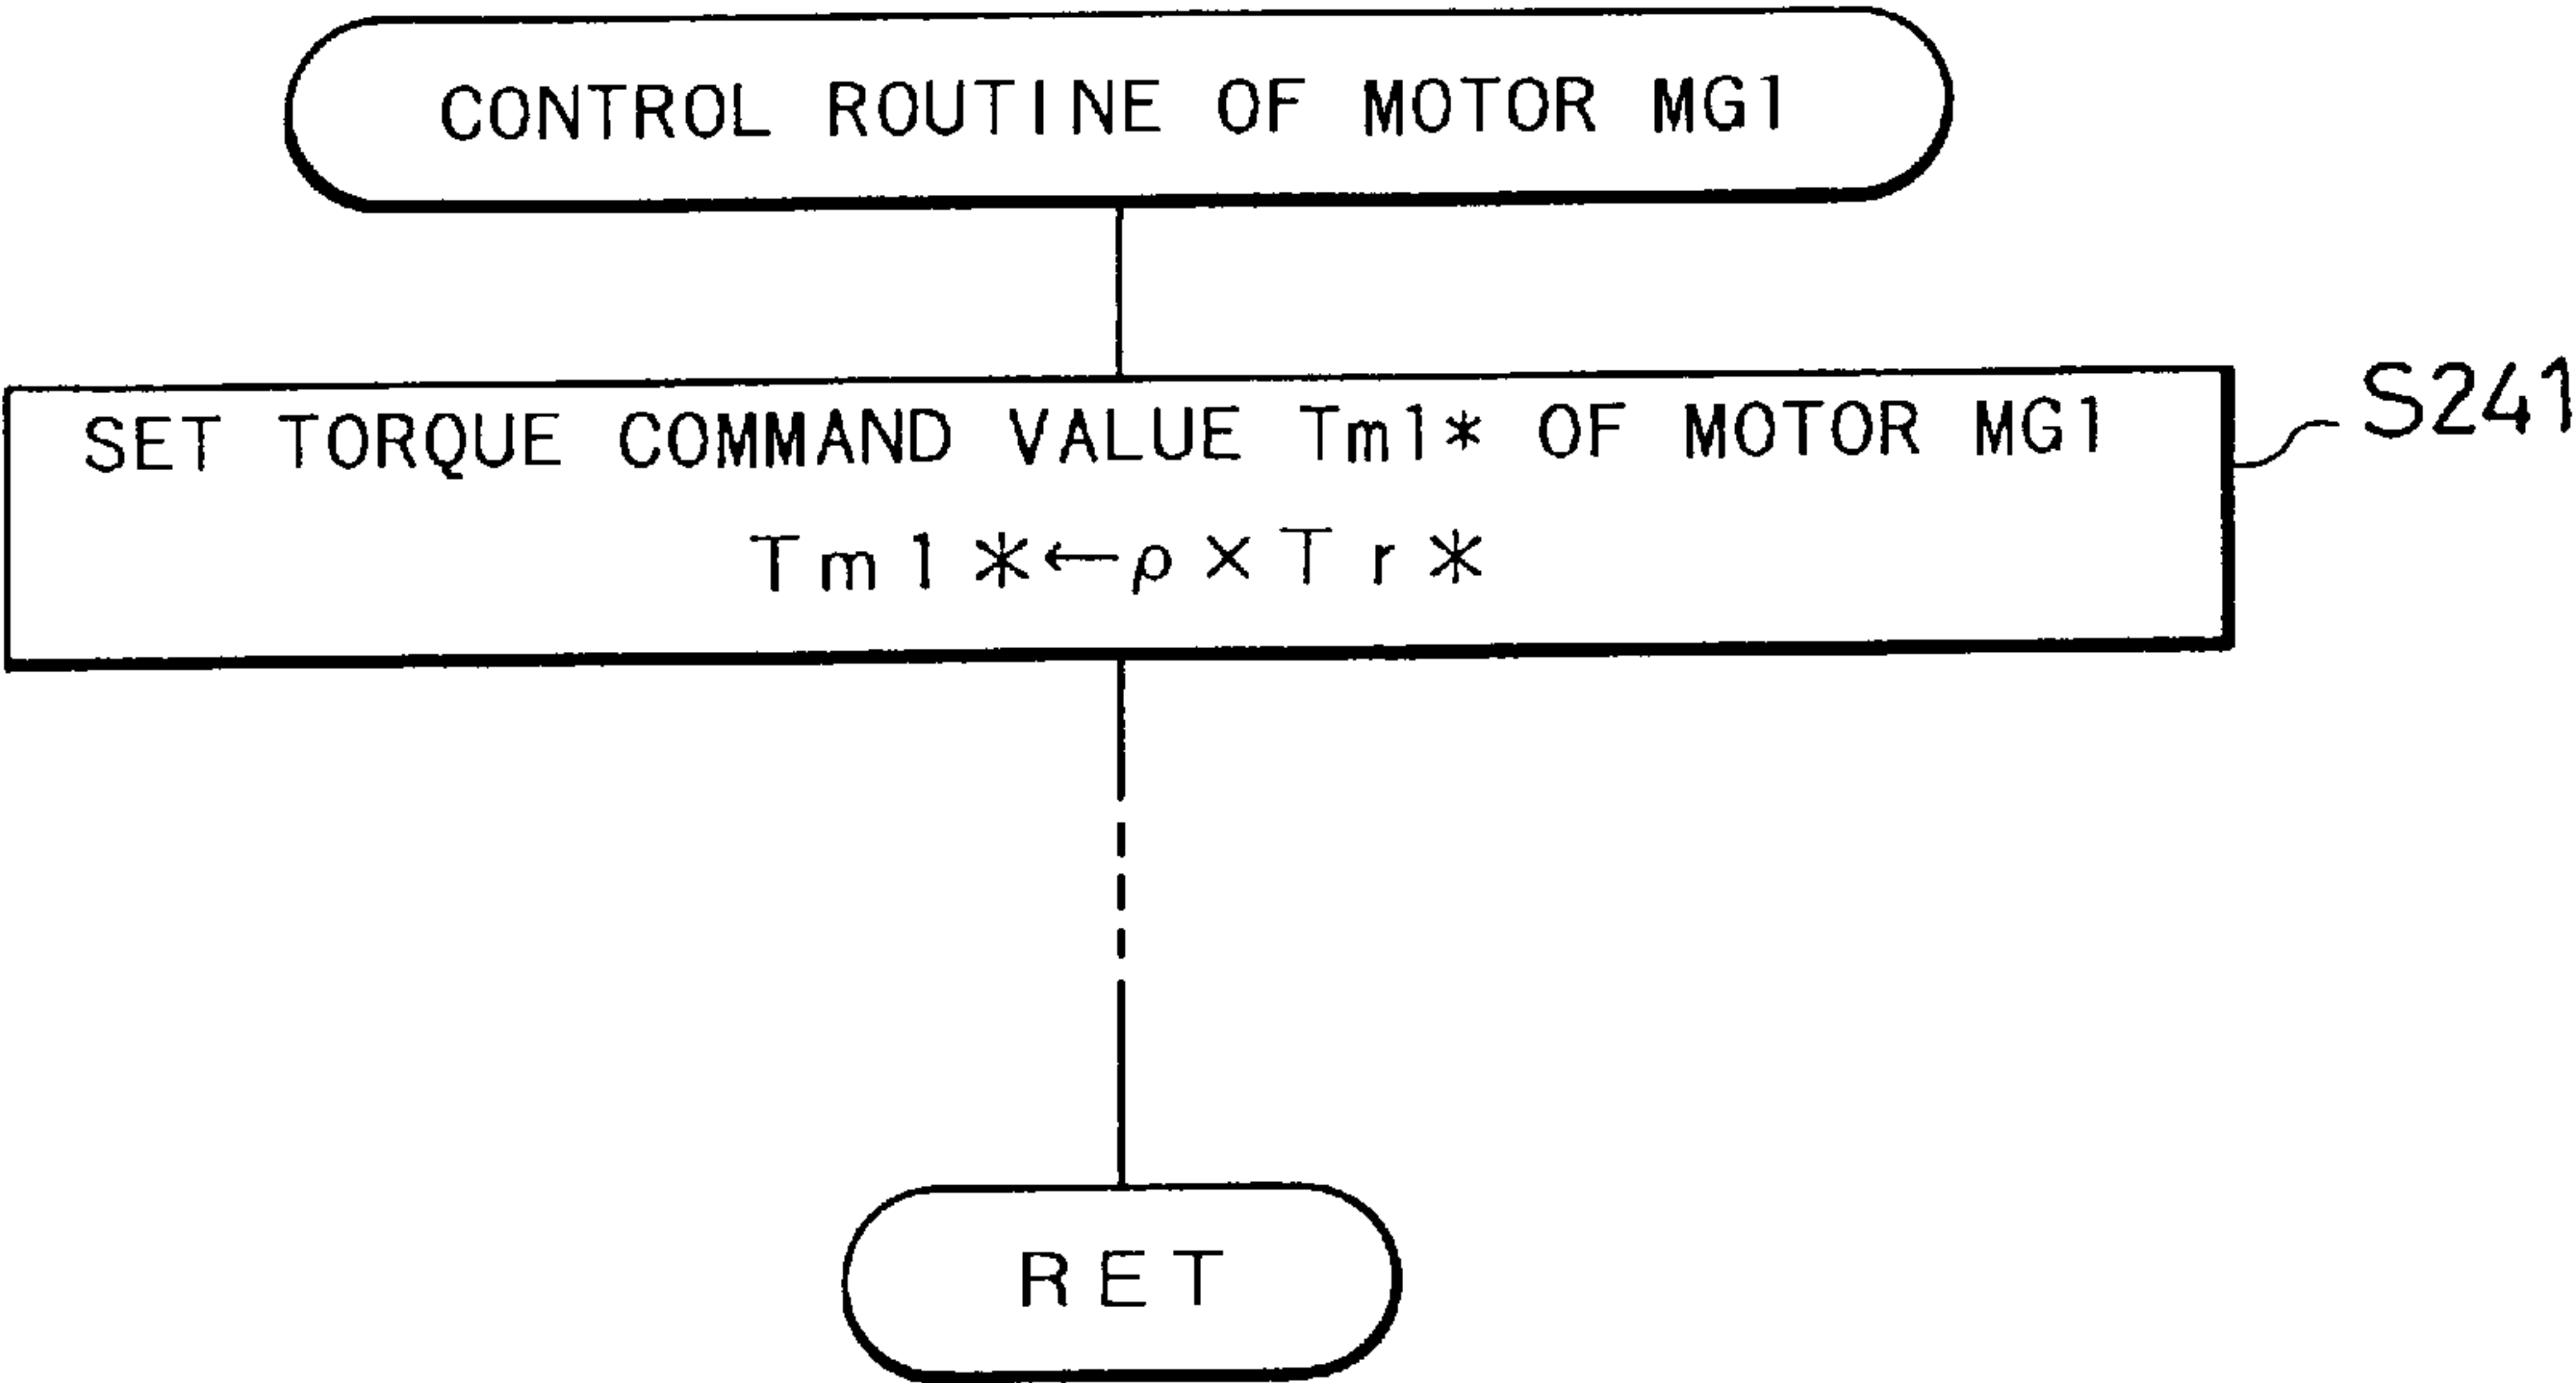 CONTROL ROUTINE OF MOTOR MG1
SET TORQUE COMMAND VALUE Tm1* OF MOTOR MG1
S241
Tm1*←ρ×Tr*
RET